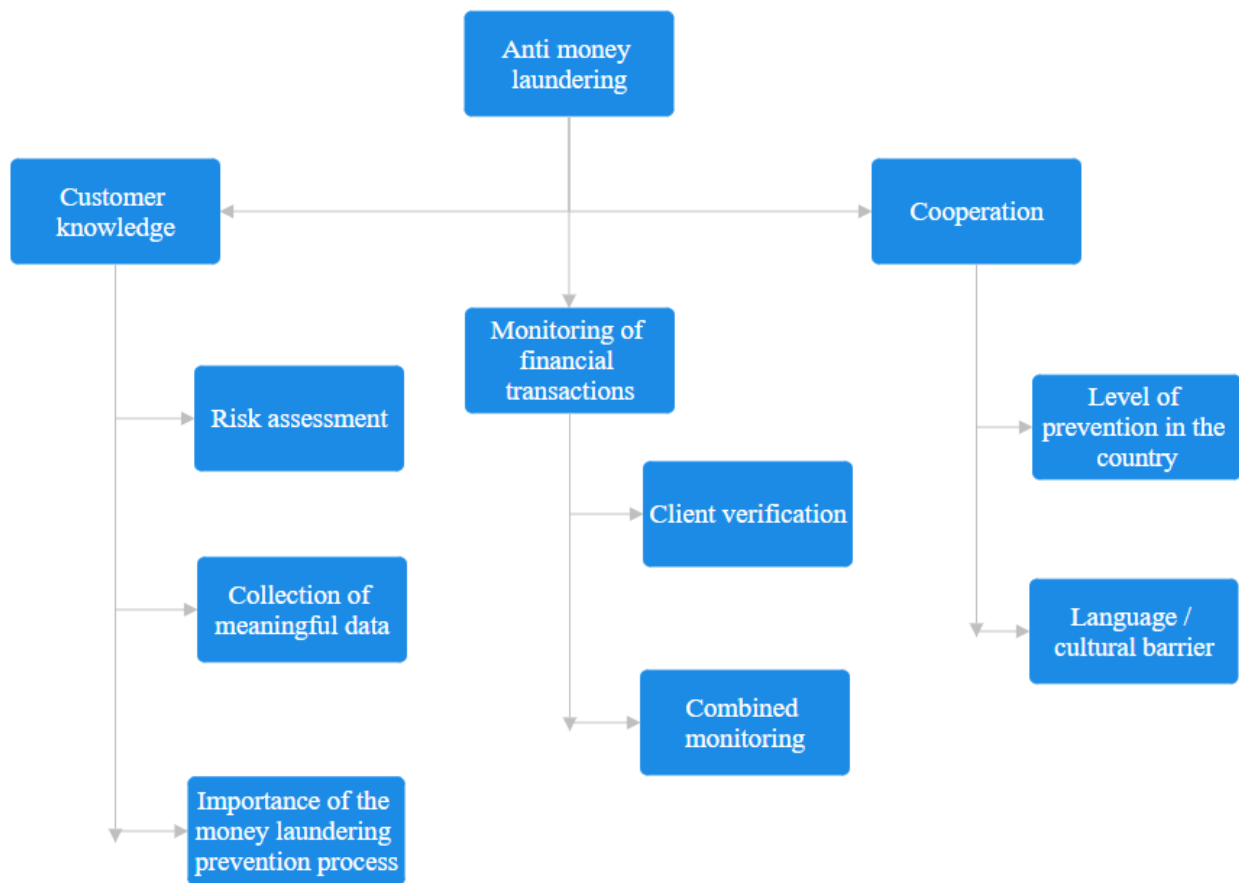 Anti money
laundering
Customer
knowledge
Cooperation
Monitoring of
financial
transactions
Risk assessment
Level of
prevention in the
country
Client verification
Collection of
meaningful data
Language /
cultural barrier
Combined
monitoring
Importance of the
money laundering
prevention process